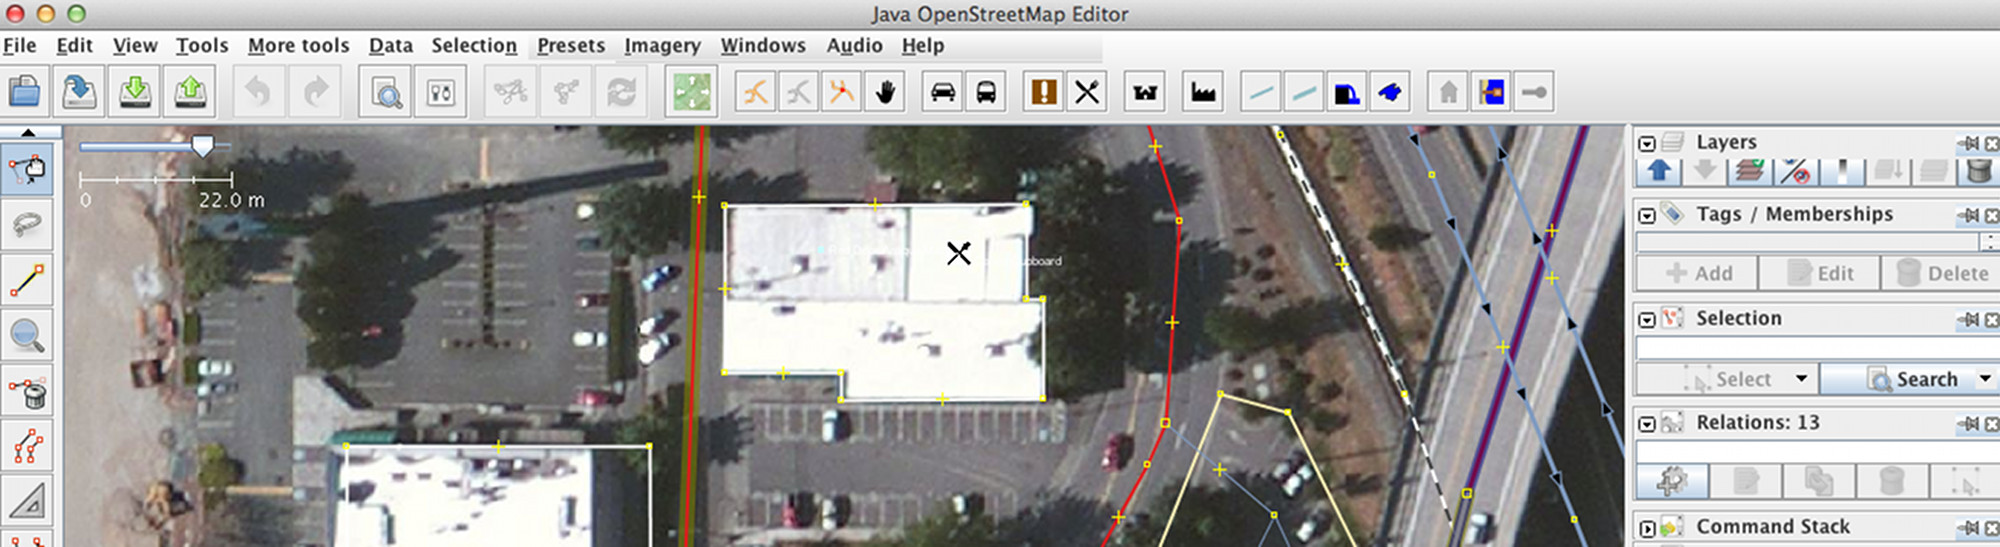 Java OpenStreetMap Editor
File Edit View Tools More tools Data Selection Presets Imagery Windows Audio Help
0 22.0 m
Layers
Tags / Memberships
Add Edit Delete
Selection
Select Search
Relations: 13
Command Stack